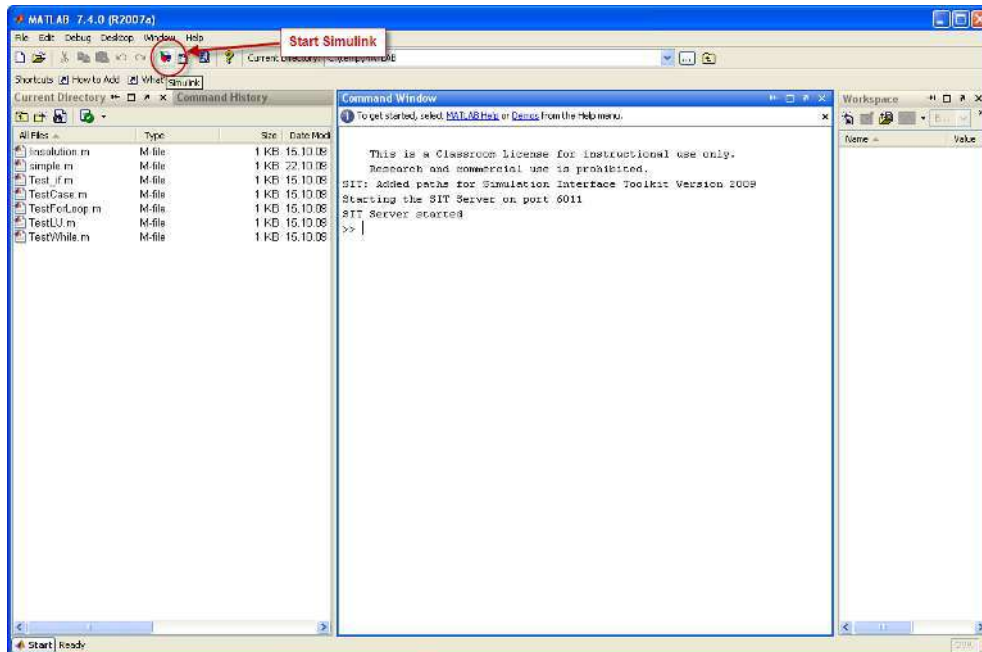 MATLAB 7.4.0 (R2007a)
File Edit Debug Desktop Window Help
Start Simulink
Current Directory:
Shortcuts How to Add What
Simulink
Current Directory Command History
All Files Type Size Date Modi
linsolution.m M-file 1 KB 15.10.09
simple.m M-file 1 KB 22.10.09
Test_if.m M-file 1 KB 15.10.09
TestCase.m M-file 1 KB 15.10.09
TestForLoop.m M-file 1 KB 15.10.09
TestLU.m M-file 1 KB 15.10.09
TestWhile.m M-file 1 KB 15.10.09
Command Window
To get started, select MATLAB Help or Demos from the Help menu.
This is a Classroom License for instructional use only.
Research and commercial use is prohibited.
SIT: Added paths for Simulation Interface Toolkit Version 2009
Starting the SIT Server on port 6011
SIT Server started
>>
Workspace
Name Value
Start Ready